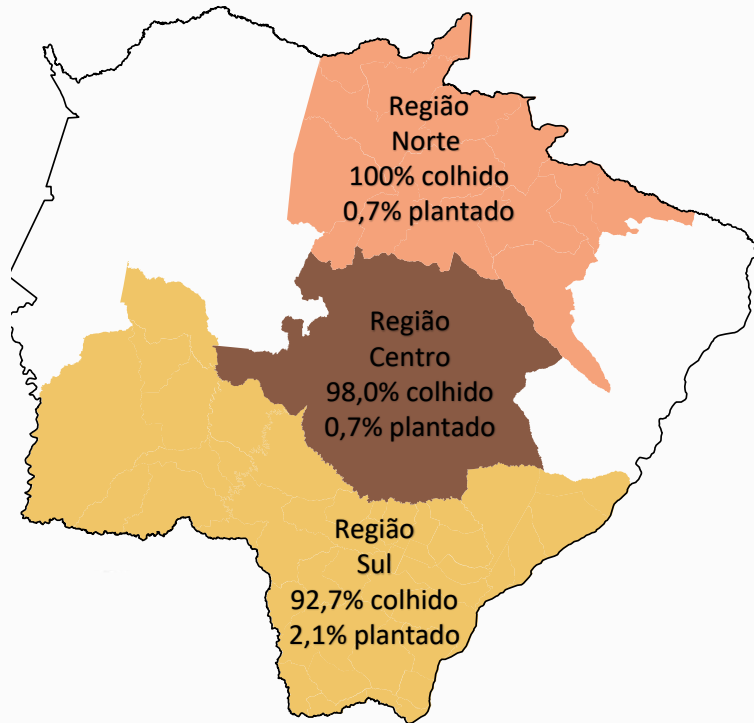 Região
Norte
100% colhido
0,7% plantado
Região
Centro
98,0% colhido
0,7% plantado
Região
Sul
92,7% colhido
2,1% plantado